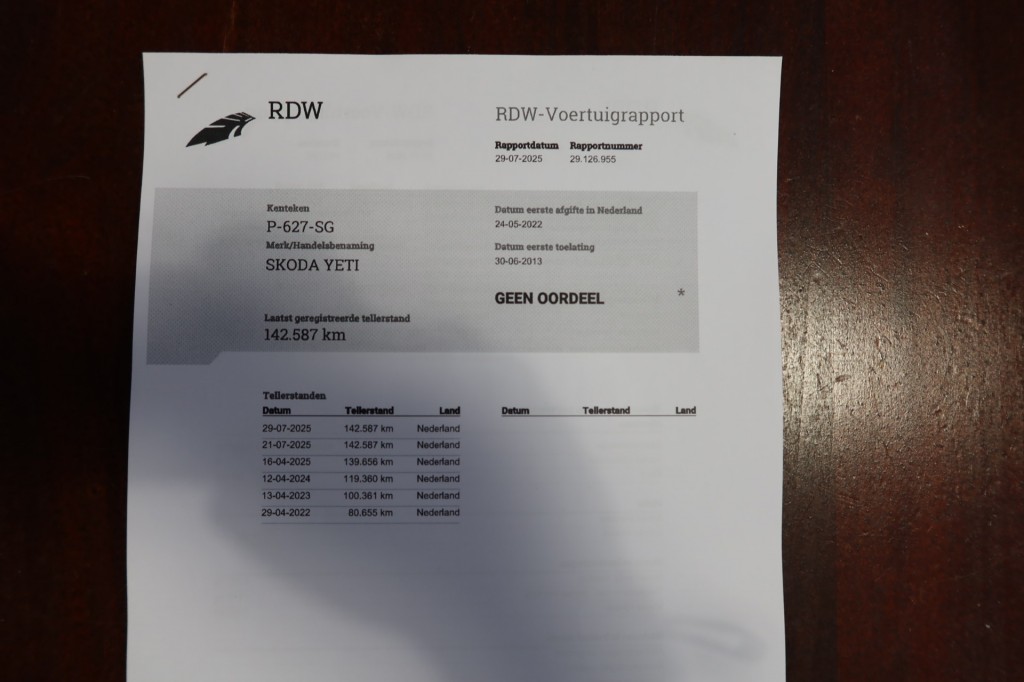 RDW
RDW-Voertuigrapport
Rapportdatum Rapportnummer
29-07-2025 29.126.955
Kenteken
P-627-SG
Merk/Handelsbenaming
SKODA YETI
Laatst geregistreerde tellerstand
142.587 km
Datum eerste afgifte in Nederland
24-05-2022
Datum eerste toelating
30-06-2013
GEEN OORDEEL *
Tellerstanden
Datum Tellerstand Land
29-07-2025 142.587 km Nederland
21-07-2025 142.587 km Nederland
16-04-2025 139.656 km Nederland
12-04-2024 119.360 km Nederland
13-04-2023 100.361 km Nederland
29-04-2022 80.655 km Nederland
Datum Tellerstand Land